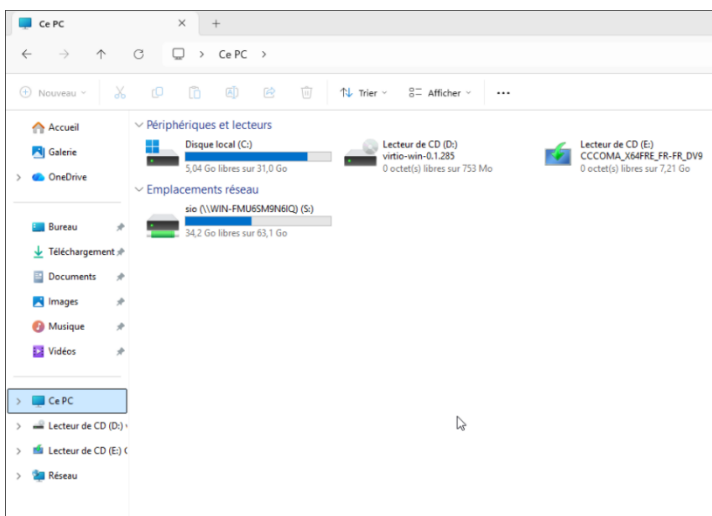 Ce PC
Ce PC
Nouveau
Trier
Afficher
Accueil
Galerie
OneDrive
Bureau
Téléchargement
Documents
Images
Musique
Vidéos
Ce PC
Lecteur de CD (D:) v
Lecteur de CD (E:) C
Réseau
Périphériques et lecteurs
Disque local (C:)
5,04 Go libres sur 31,0 Go
Lecteur de CD (D:)
virtio-win-0.1.285
0 octet(s) libres sur 753 Mo
Lecteur de CD (E:)
CCCOMA_X64FRE_FR-FR_DV9
0 octet(s) libres sur 7,21 Go
Emplacements réseau
sio (\\WIN-FMU6SM9N6IQ) (S:)
34,2 Go libres sur 63,1 Go